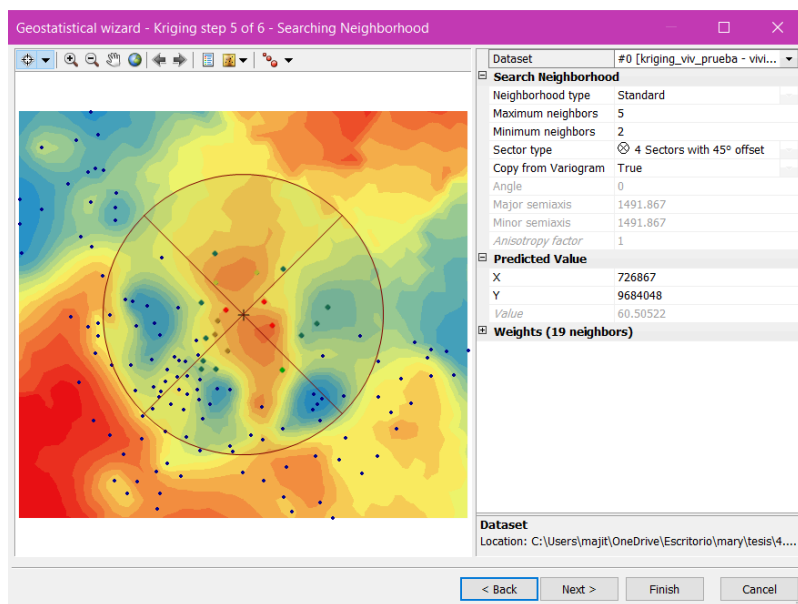 Geostatistical wizard - Kriging step 5 of 6 - Searching Neighborhood
Dataset #0 [kriging_viv_prueba - vivi...
Search Neighborhood
Neighborhood type Standard
Maximum neighbors 5
Minimum neighbors 2
Sector type 4 Sectors with 45º offset
Copy from Variogram True
Angle 0
Major semiaxis 1491.867
Minor semiaxis 1491.867
Anisotropy factor 1
Predicted Value
X 726867
Y 9684048
Value 60.50522
Weights (19 neighbors)
Dataset
Location: C:\Users\majit\OneDrive\Escritorio\mary\tesis\4....
< Back Next > Finish Cancel